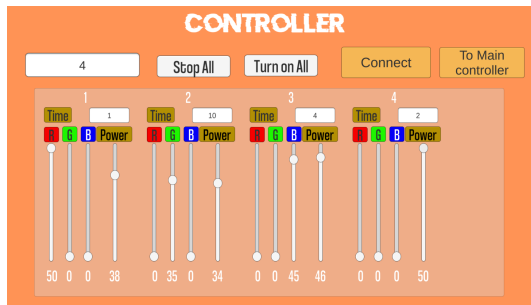 CONTROLLER
4 Stop All Turn on All Connect To Main
controller
1 2 3 4
Time 1 Time 10 Time 4 Time 2
R G B Power R G B Power R G B Power R G B Power
50 0 0 38 0 35 0 34 0 0 45 46 0 0 0 50